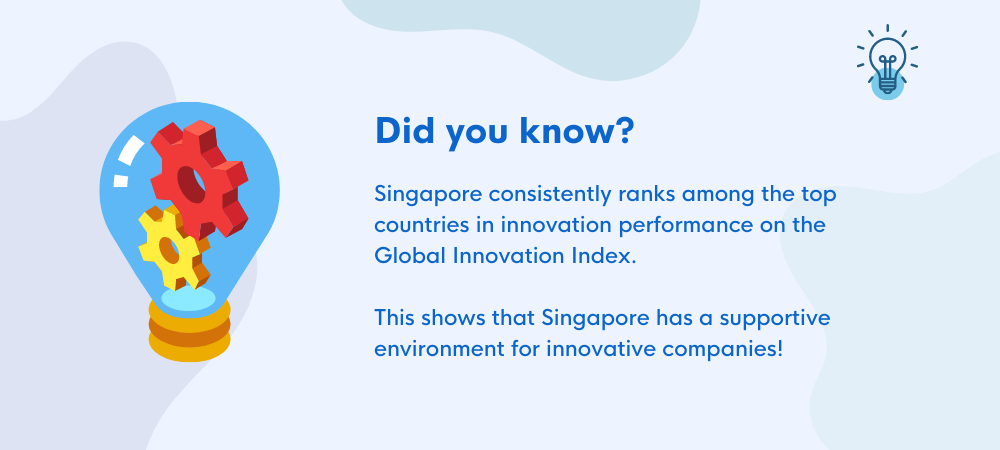 Did you know?
Singapore consistently ranks among the top
countries in innovation performance on the
Global Innovation Index.
This shows that Singapore has a supportive
environment for innovative companies!